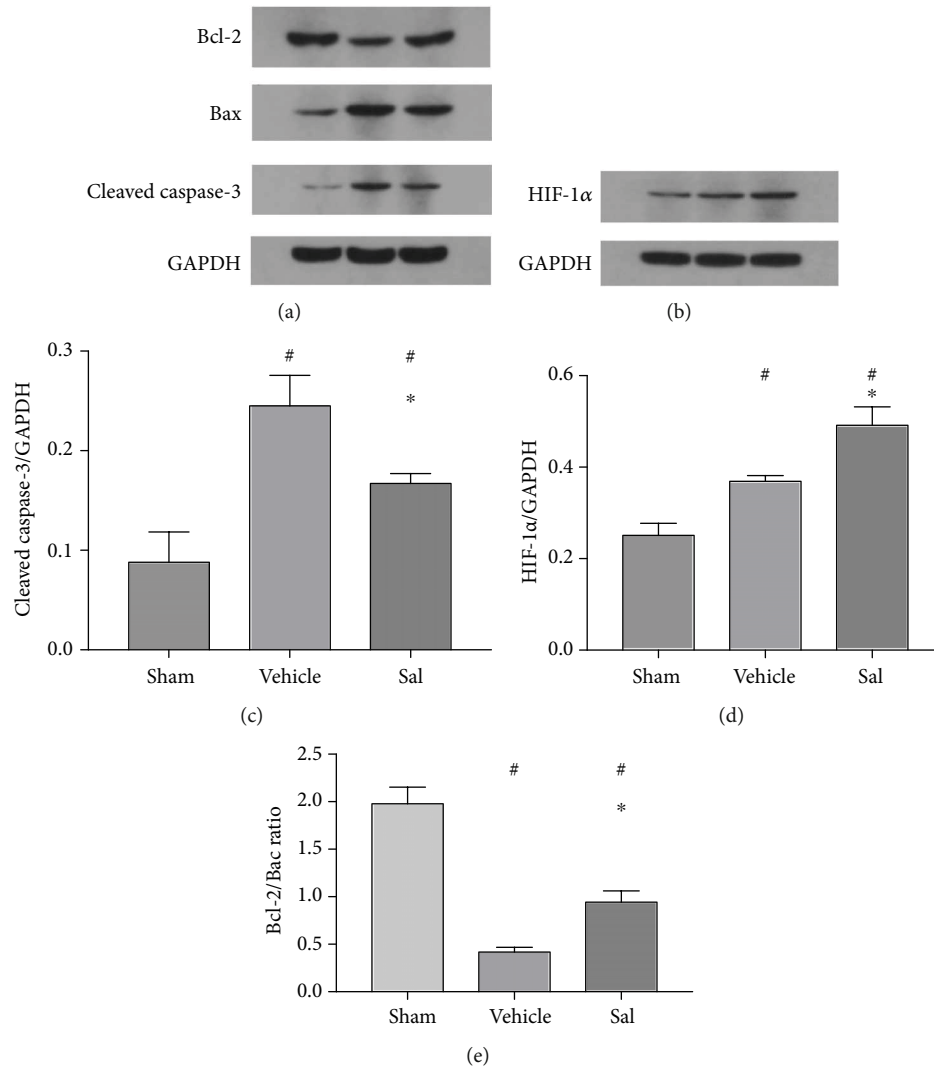 Bcl-2
Bax
Cleaved caspase-3
GAPDH
(a)
HIF-1α
GAPDH
(b)
Cleaved caspase-3/GAPDH
0.3
0.2
0.1
0.0
# #
*
Sham Vehicle Sal
(c)
HIF-1α/GAPDH
0.6
0.4
0.2
0.0
# #
*
Sham Vehicle Sal
(d)
Bcl-2/Bac ratio
2.5
2.0
1.5
1.0
0.5
0.0
# #
*
Sham Vehicle Sal
(e)